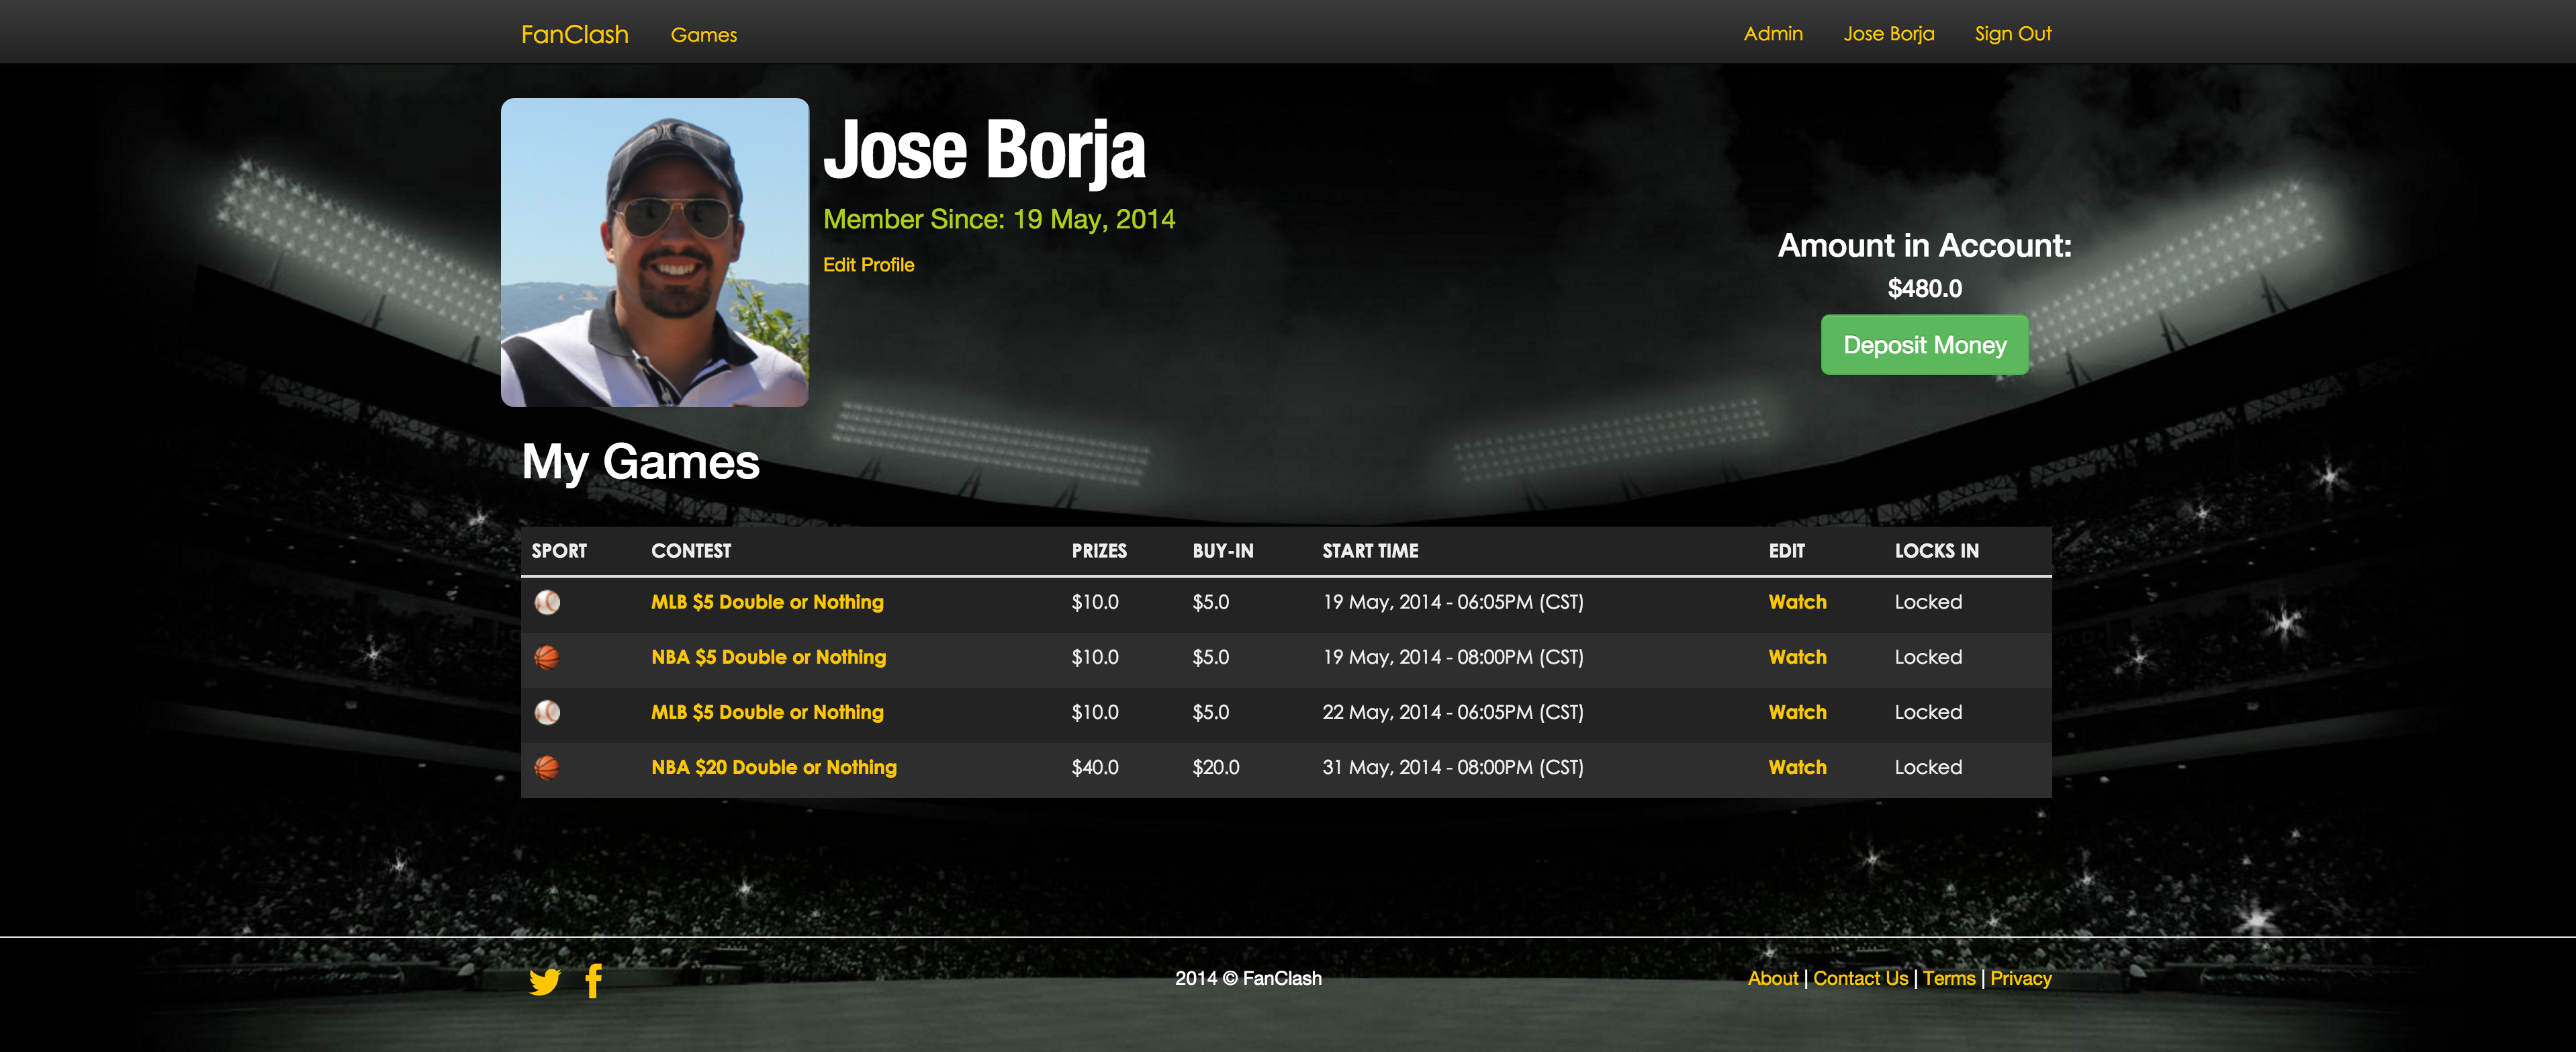 FanClash Games Admin Jose Borja Sign Out
Jose Borja
Member Since: 19 May, 2014
Edit Profile
Amount in Account:
$480.0
Deposit Money
My Games
SPORT CONTEST PRIZES BUY-IN START TIME EDIT LOCKS IN
MLB $5 Double or Nothing $10.0 $5.0 19 May, 2014 - 06:05PM (CST) Watch Locked
NBA $5 Double or Nothing $10.0 $5.0 19 May, 2014 - 08:00PM (CST) Watch Locked
MLB $5 Double or Nothing $10.0 $5.0 22 May, 2014 - 06:05PM (CST) Watch Locked
NBA $20 Double or Nothing $40.0 $20.0 31 May, 2014 - 08:00PM (CST) Watch Locked
2014 © FanClash About | Contact Us | Terms | Privacy